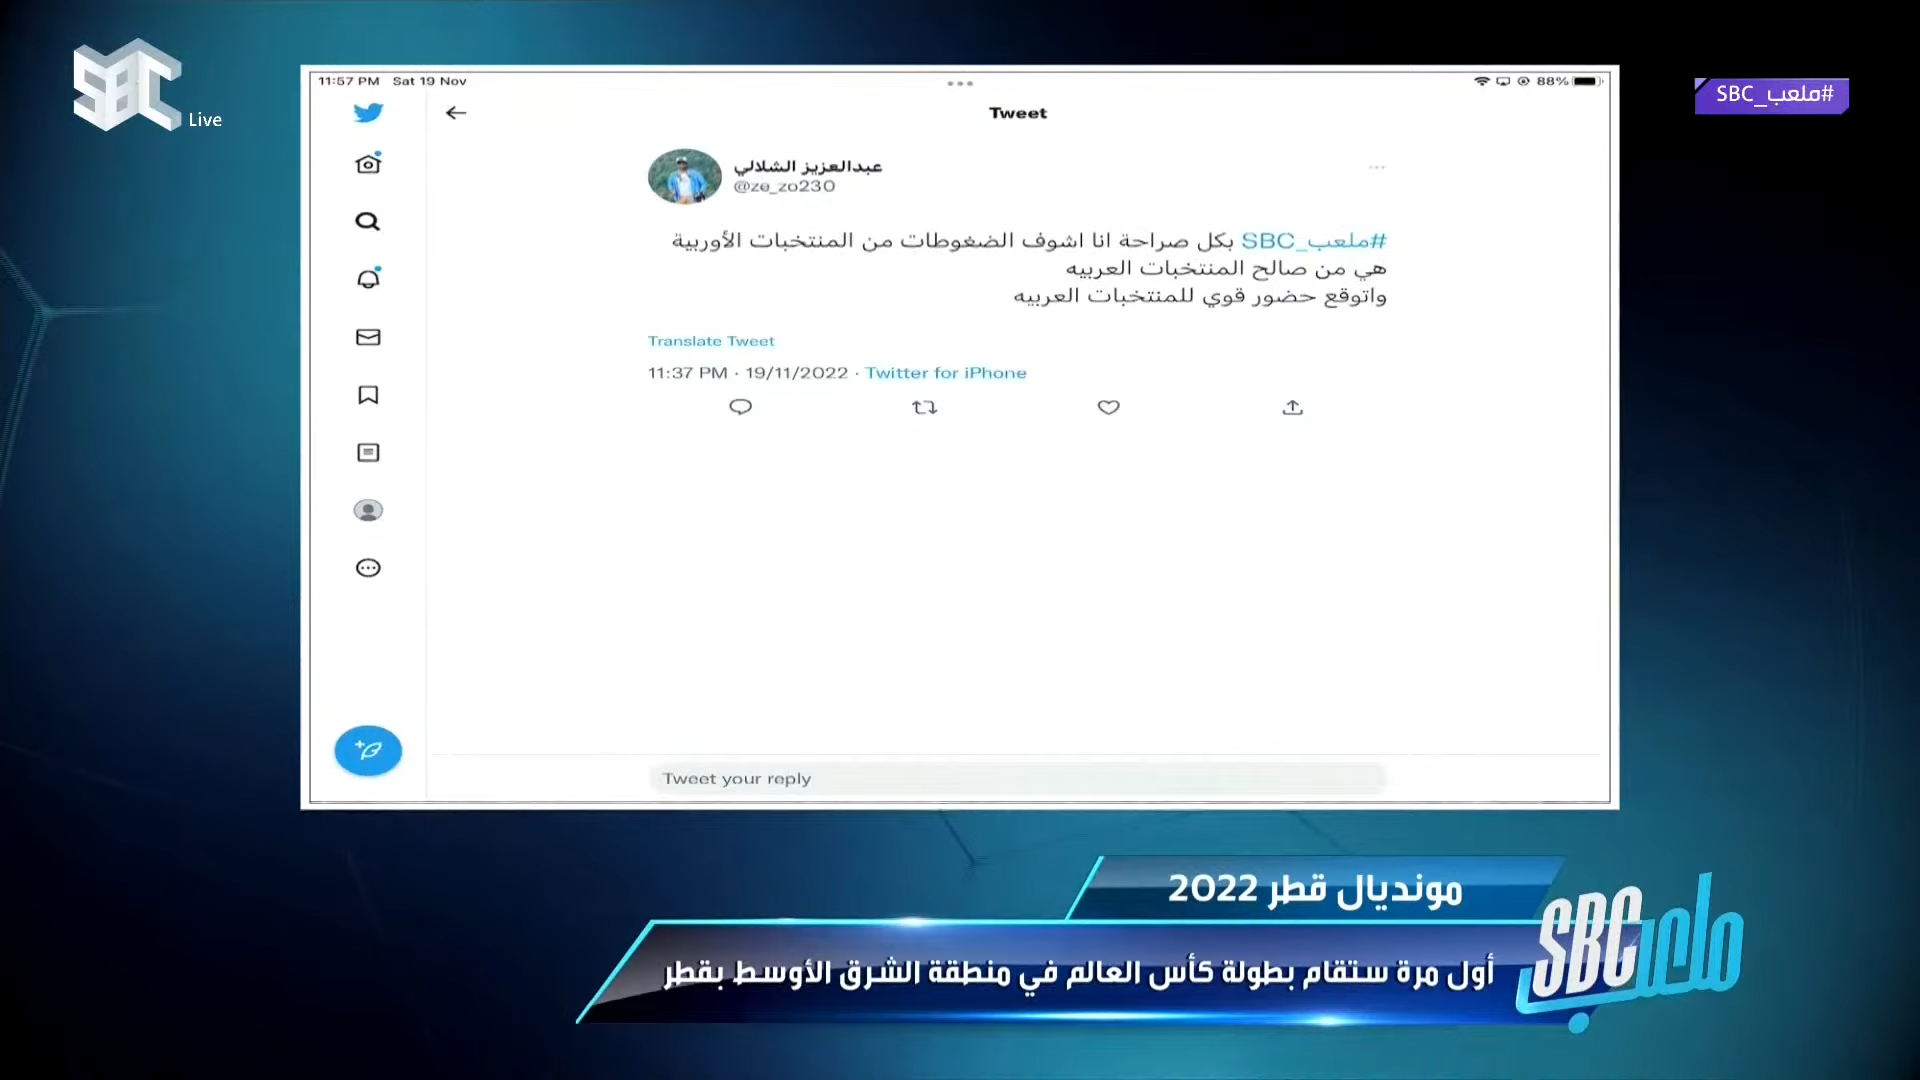 SBC
Live
#ملعب_SBC
11:57 PM Sat 19 Nov
88%
Tweet
عبدالعزيز الشلالي
@ze_zo230
#ملعب_SBC بكل صراحة انا اشوف الضغوطات من المنتخبات الأوربية
هي من صالح المنتخبات العربيه
واتوقع حضور قوي للمنتخبات العربيه
Translate Tweet
11:37 PM · 19/11/2022 · Twitter for iPhone
Tweet your reply
مونديال قطر 2022
أول مرة ستقام بطولة كأس العالم في منطقة الشرق الأوسط بقطر
ملعب SBC